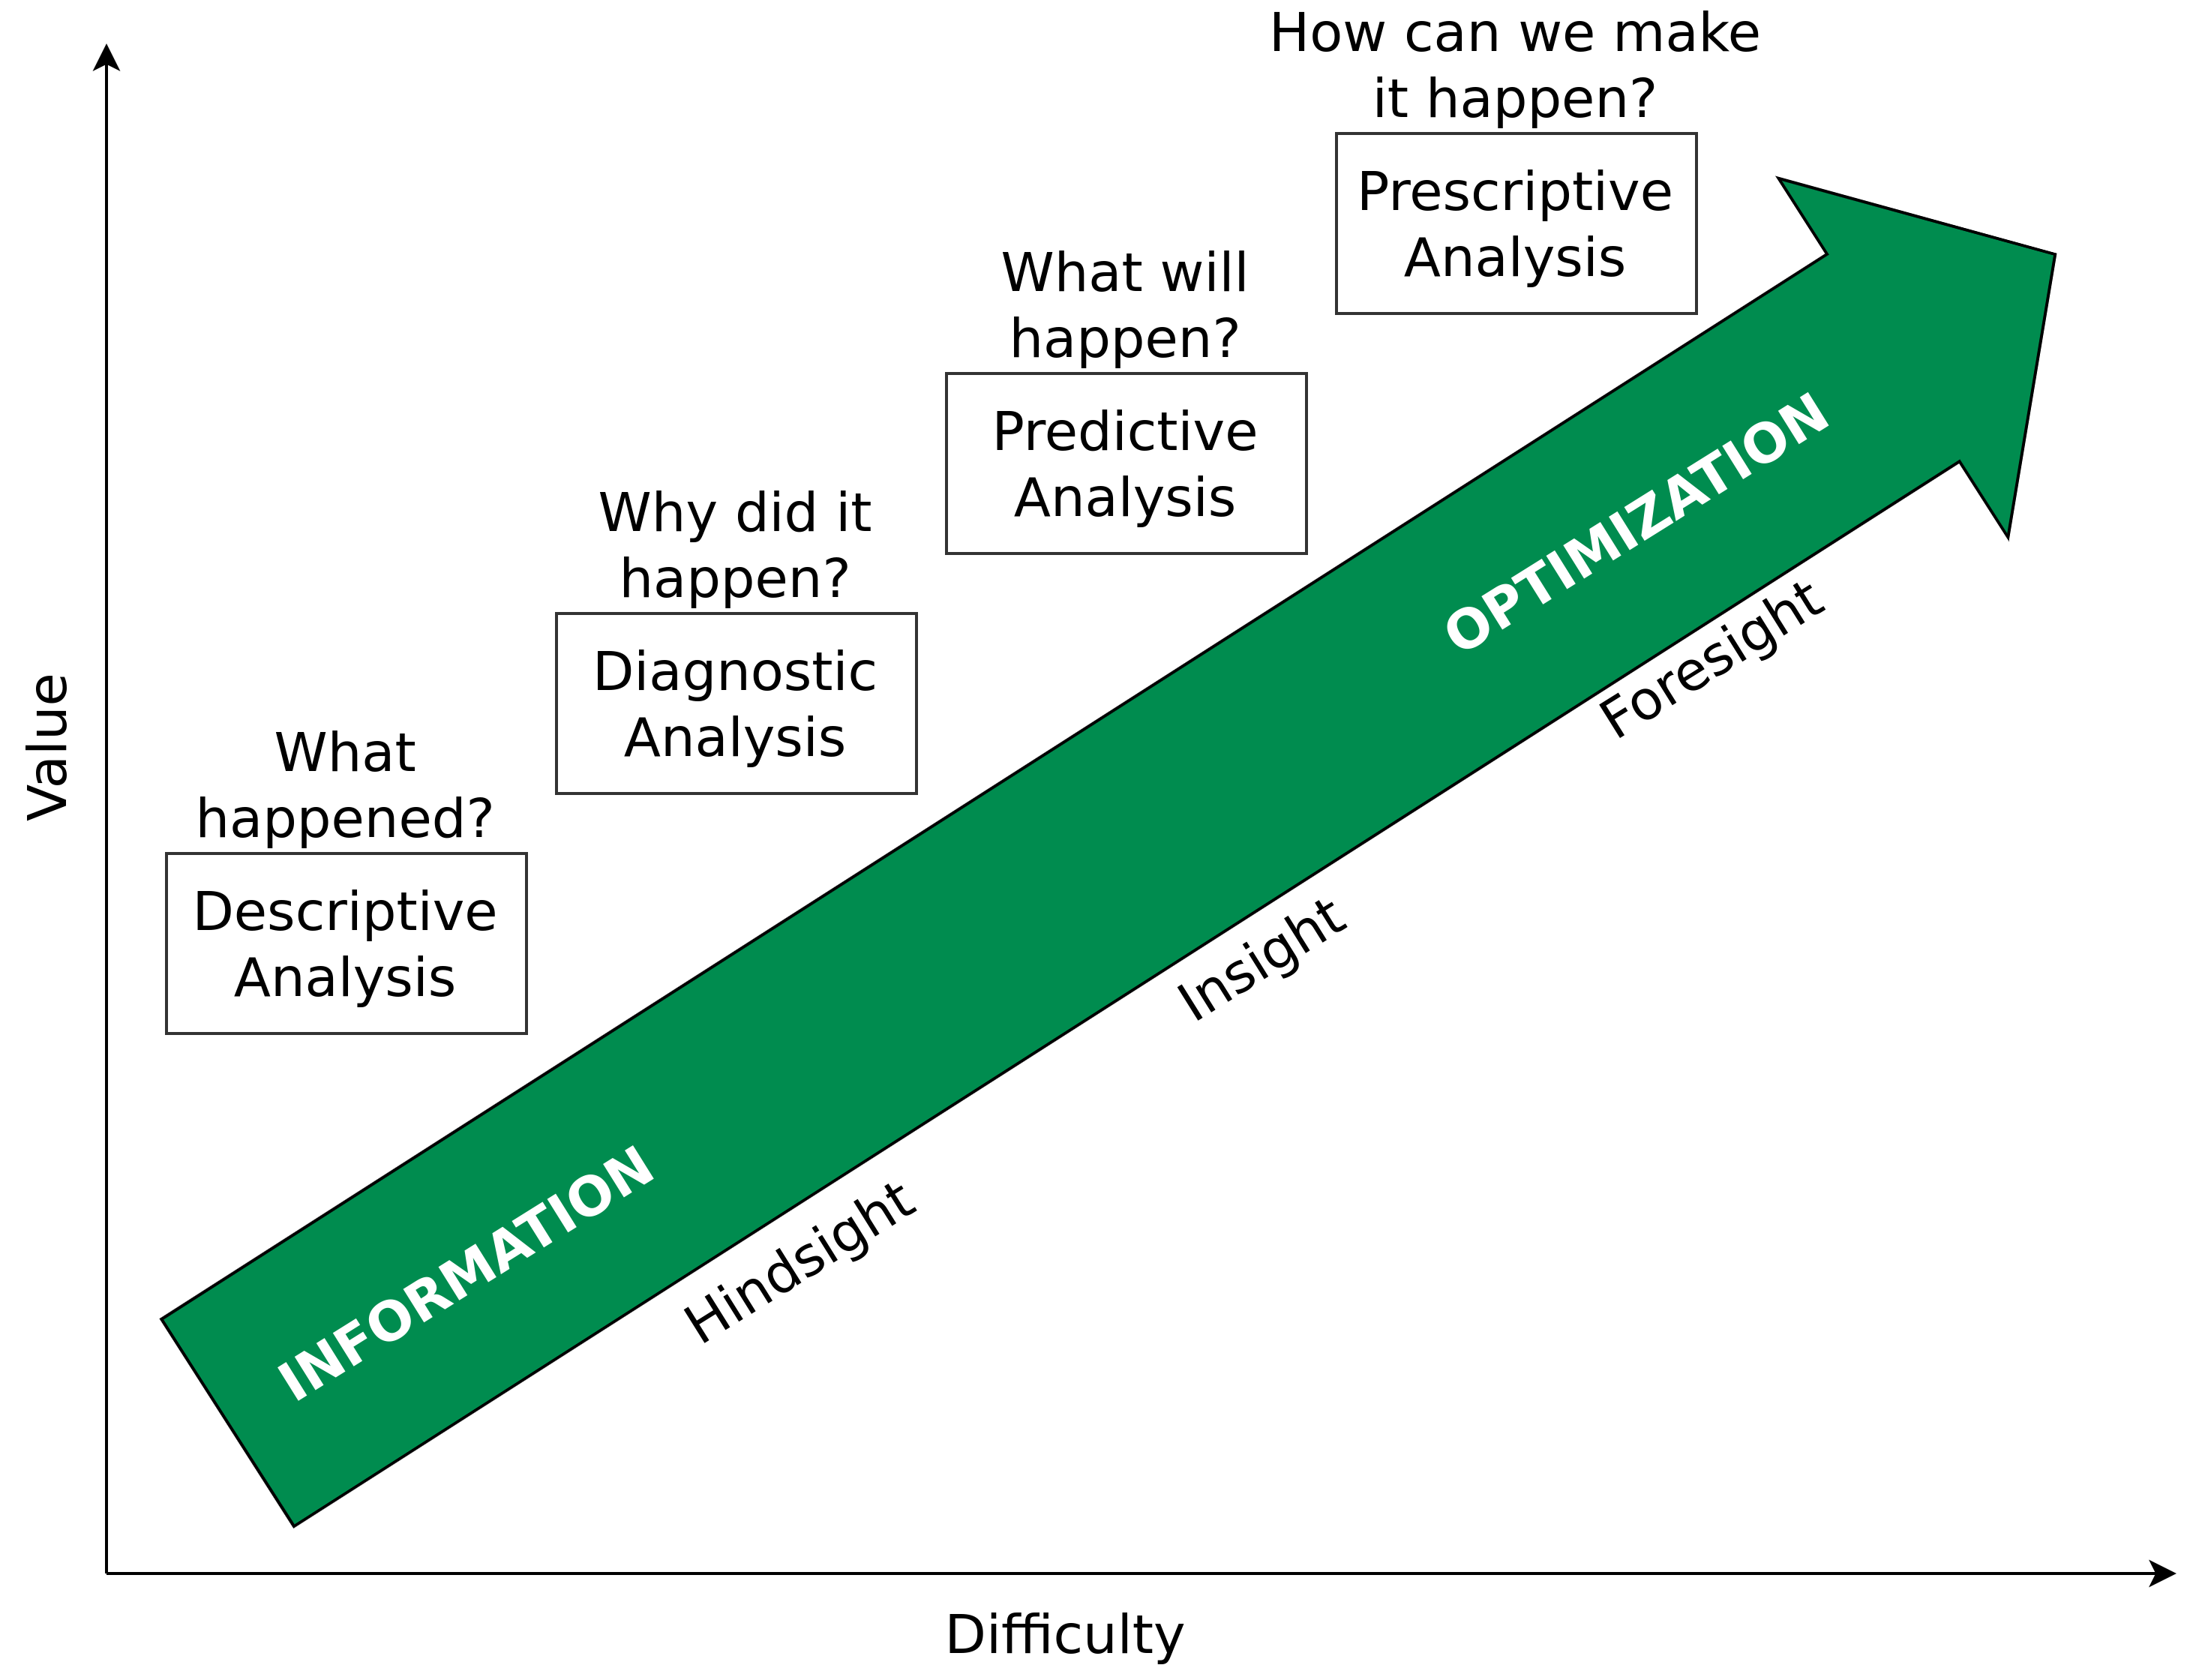 How can we make
it happen?
Prescriptive
Analysis
What will
happen?
Predictive
Analysis
Why did it
happen?
Diagnostic
Analysis
What
happened?
Descriptive
Analysis
Value
OPTIMIZATION
Foresight
Insight
INFORMATION
Hindsight
Difficulty